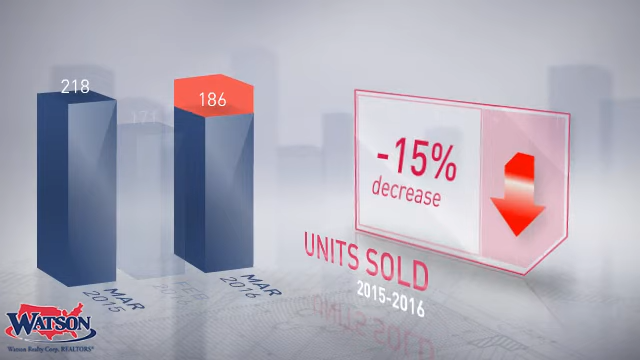 218
171
186
-15%
decrease
UNITS SOLD
2015-2016
MAR
2015
FEB
MAR
2016
WATSON
Watson Realty Corp. REALTORS®